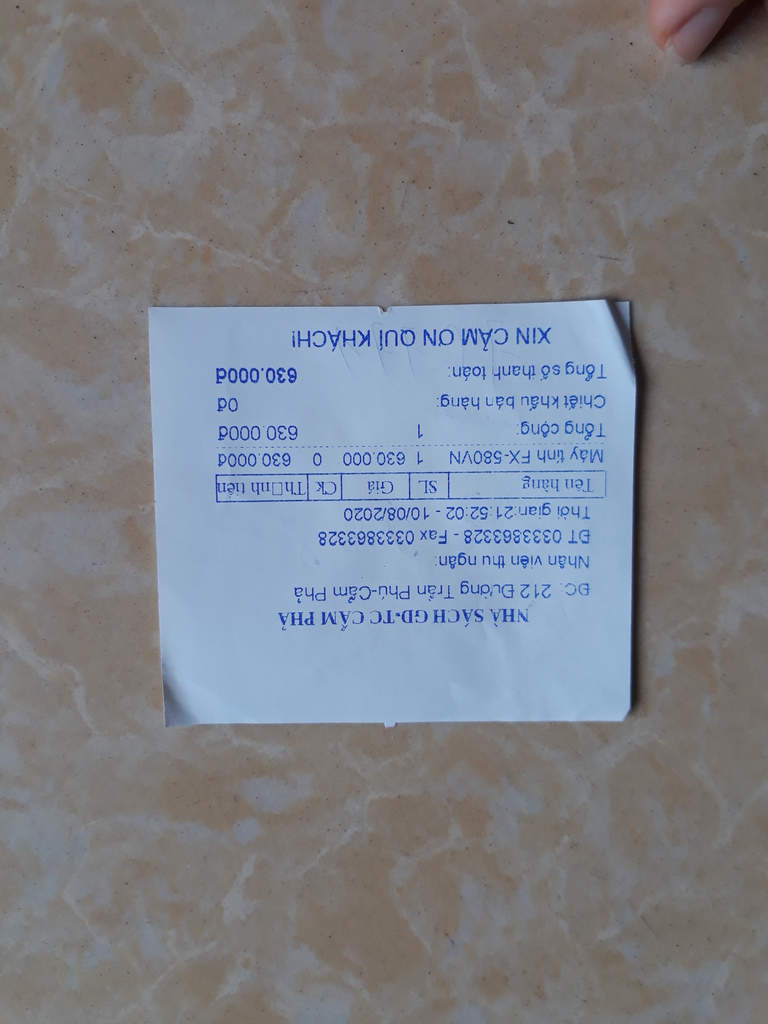 NHÀ SÁCH GD-TC CẨM PHẢ
ĐC: 212 Đường Trần Phú-Cẩm Phả
Nhân viên thu ngân:
ĐT 0333863328 - Fax 0333863328
Thời gian:21:52:02 - 10/08/2020
Tên hàng SL Giá Ck Th□nh tiền
Máy tính FX-580VN 1 630.000 0 630.000đ
Tổng cộng: 1 630.000đ
Chiết khấu bán hàng: 0đ
Tổng số thanh toán: 630.000đ
XIN CẢM ƠN QUÍ KHÁCH!